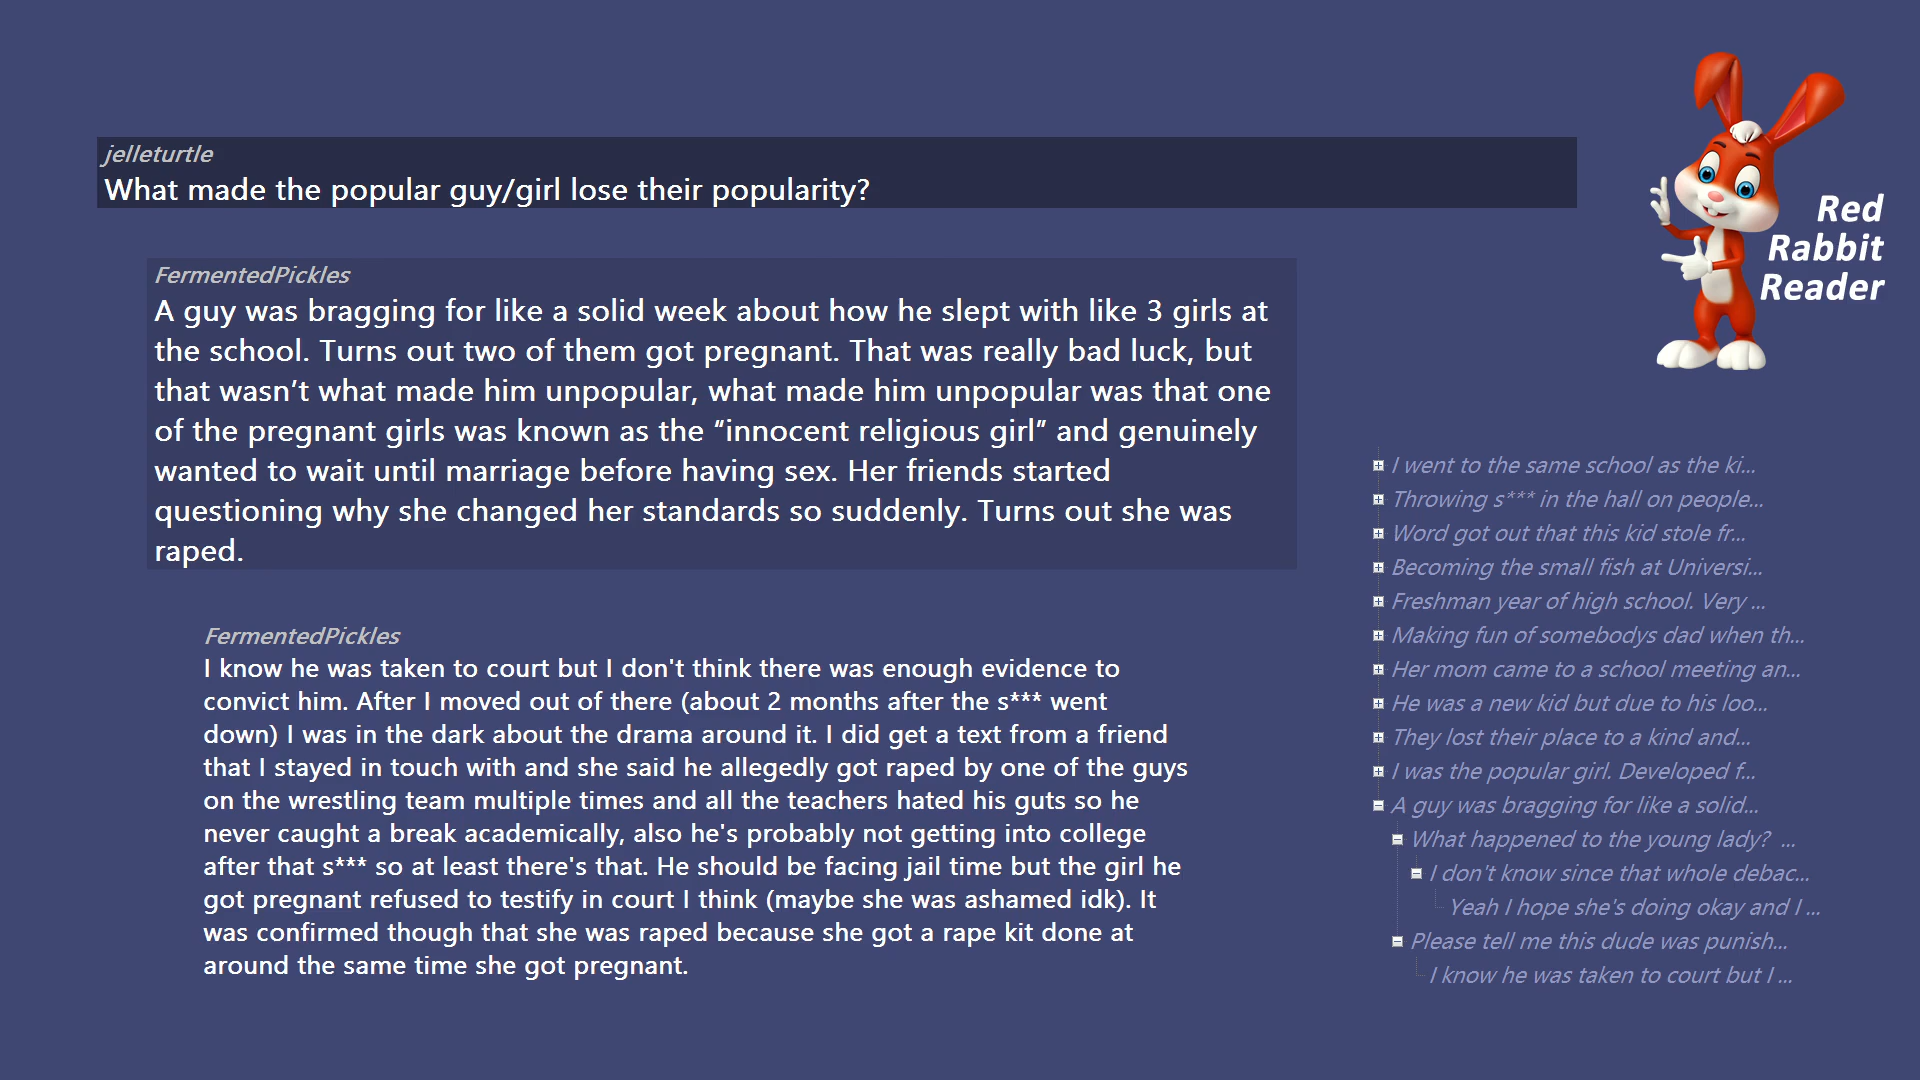 jelleturtle
What made the popular guy/girl lose their popularity?
FermentedPickles
A guy was bragging for like a solid week about how he slept with like 3 girls at
the school. Turns out two of them got pregnant. That was really bad luck, but
that wasn’t what made him unpopular, what made him unpopular was that one
of the pregnant girls was known as the “innocent religious girl” and genuinely
wanted to wait until marriage before having sex. Her friends started
questioning why she changed her standards so suddenly. Turns out she was
raped.
FermentedPickles
I know he was taken to court but I don't think there was enough evidence to
convict him. After I moved out of there (about 2 months after the s*** went
down) I was in the dark about the drama around it. I did get a text from a friend
that I stayed in touch with and she said he allegedly got raped by one of the guys
on the wrestling team multiple times and all the teachers hated his guts so he
never caught a break academically, also he's probably not getting into college
after that s*** so at least there's that. He should be facing jail time but the girl he
got pregnant refused to testify in court I think (maybe she was ashamed idk). It
was confirmed though that she was raped because she got a rape kit done at
around the same time she got pregnant.
Red
Rabbit
Reader
I went to the same school as the ki...
Throwing s*** in the hall on people...
Word got out that this kid stole fr...
Becoming the small fish at Universi...
Freshman year of high school. Very ...
Making fun of somebodys dad when th...
Her mom came to a school meeting an...
He was a new kid but due to his loo...
They lost their place to a kind and...
I was the popular girl. Developed f...
A guy was bragging for like a solid...
What happened to the young lady? ...
I don't know since that whole debac...
Yeah I hope she's doing okay and I ...
Please tell me this dude was punish...
I know he was taken to court but I ...